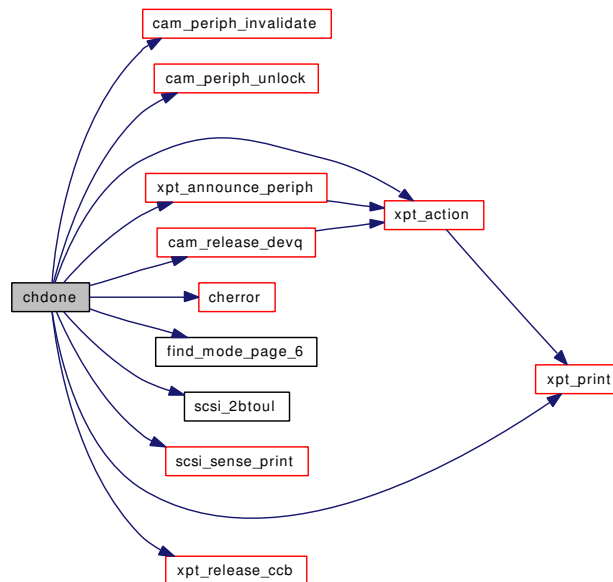 cam_periph_invalidate
cam_periph_unlock
xpt_announce_periph
xpt_action
cam_release_devq
chdone
cherror
find_mode_page_6
xpt_print
scsi_2btoul
scsi_sense_print
xpt_release_ccb